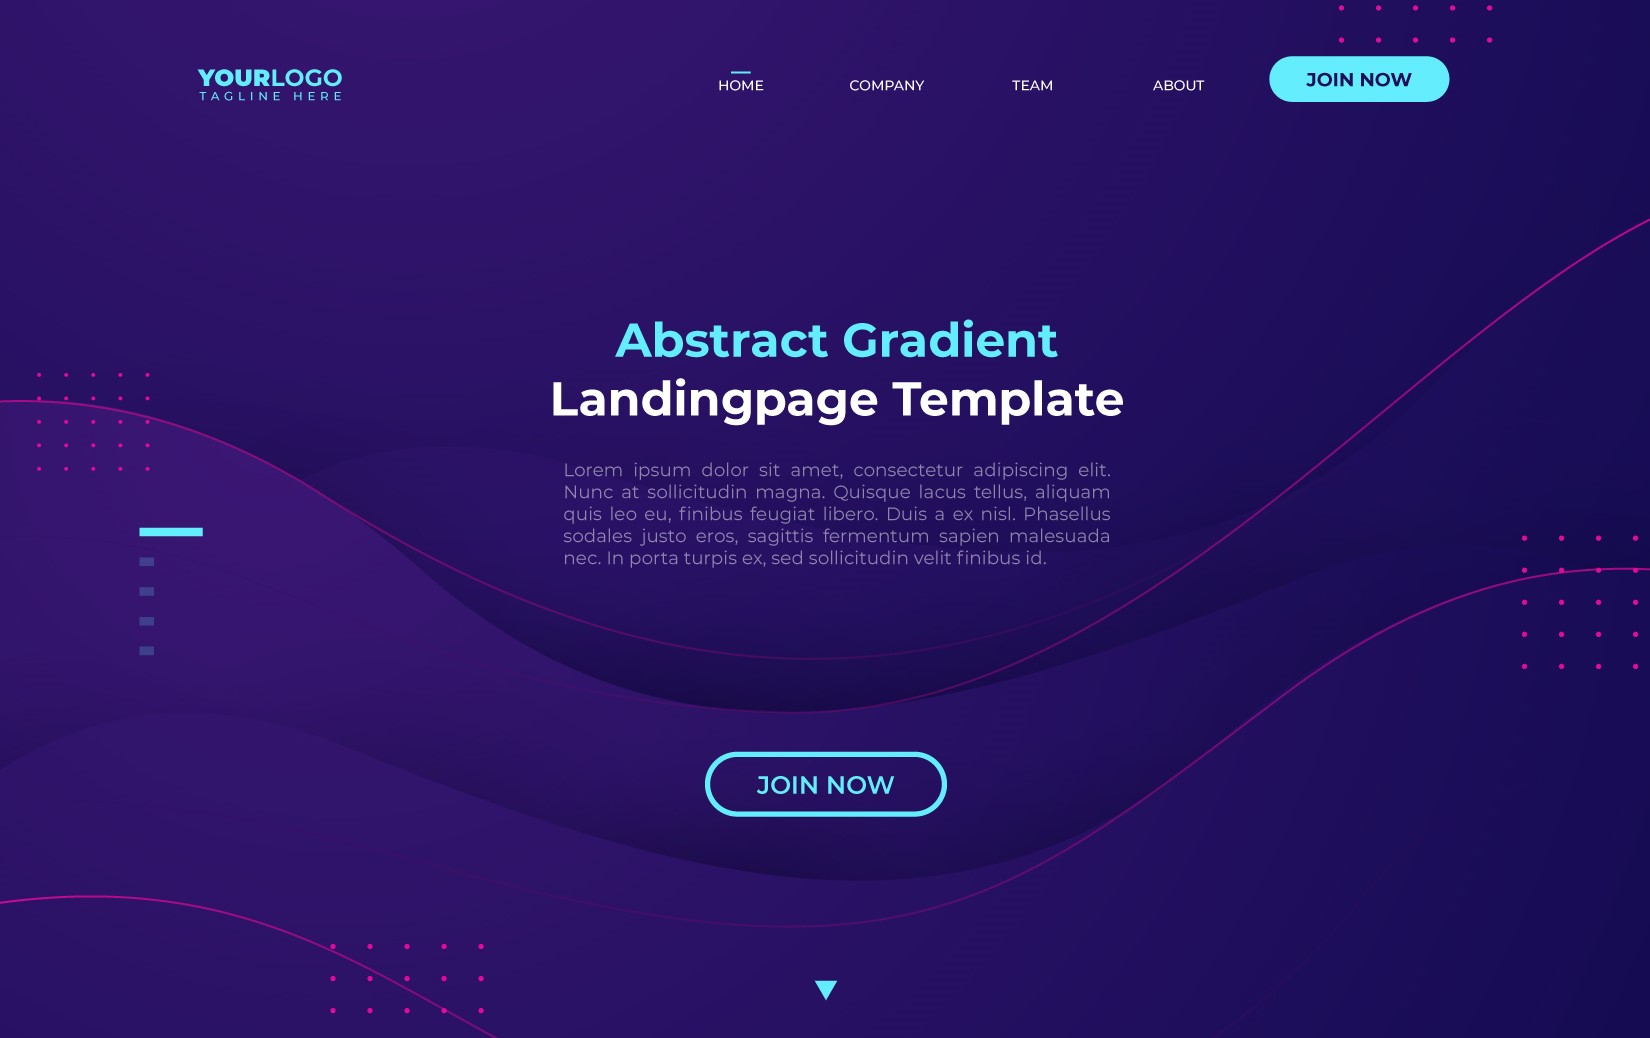 YOURLOGO
TAGLINE HERE
HOME
COMPANY
TEAM
ABOUT
JOIN NOW
Abstract Gradient
Landingpage Template
Lorem ipsum dolor sit amet, consectetur adipiscing elit.
Nunc at sollicitudin magna. Quisque lacus tellus, aliquam
quis leo eu, finibus feugiat libero. Duis a ex nisl. Phasellus
sodales justo eros, sagittis fermentum sapien malesuada
nec. In porta turpis ex, sed sollicitudin velit finibus id.
JOIN NOW